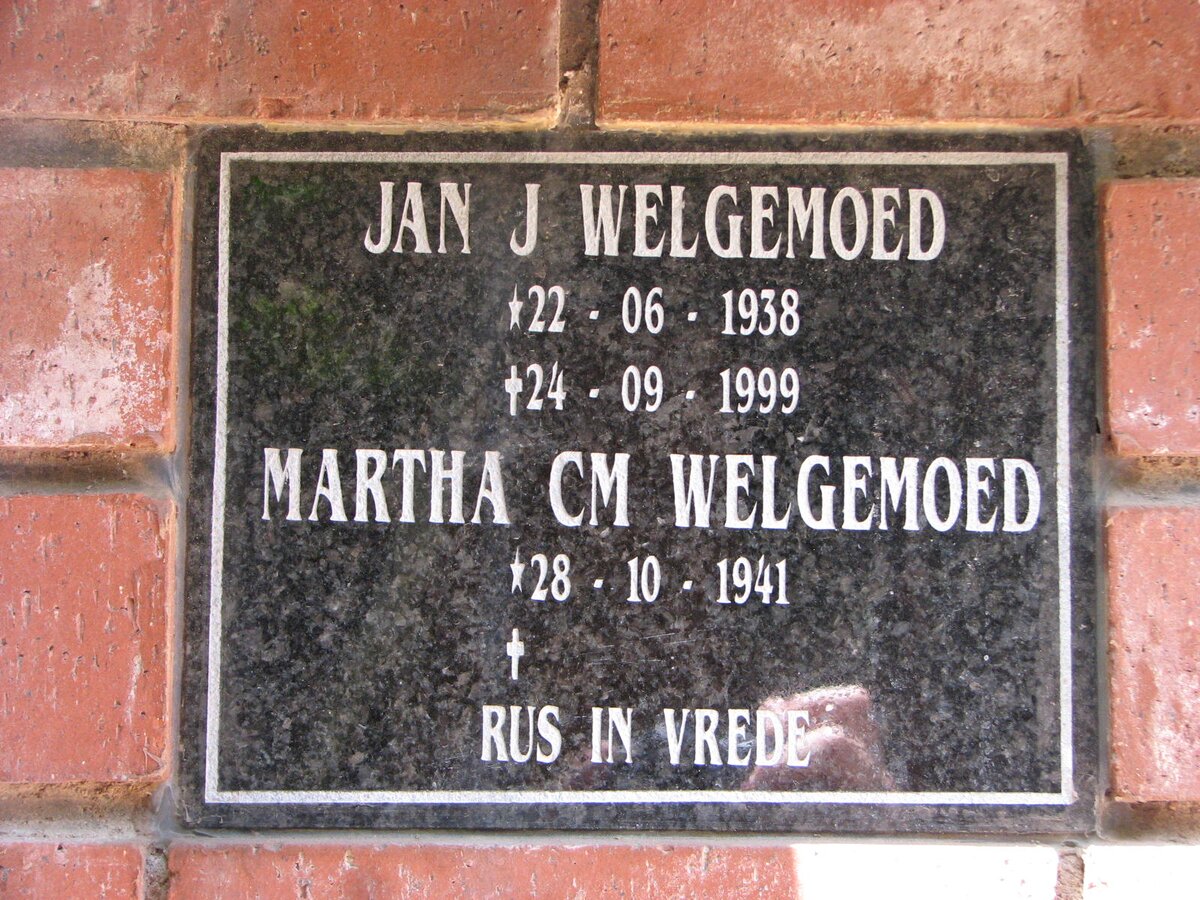 JAN J WELGEMOED
★22 - 06 - 1938
✝24 - 09 - 1999
MARTHA CM WELGEMOED
★28 - 10 - 1941
✝
RUS IN VREDE